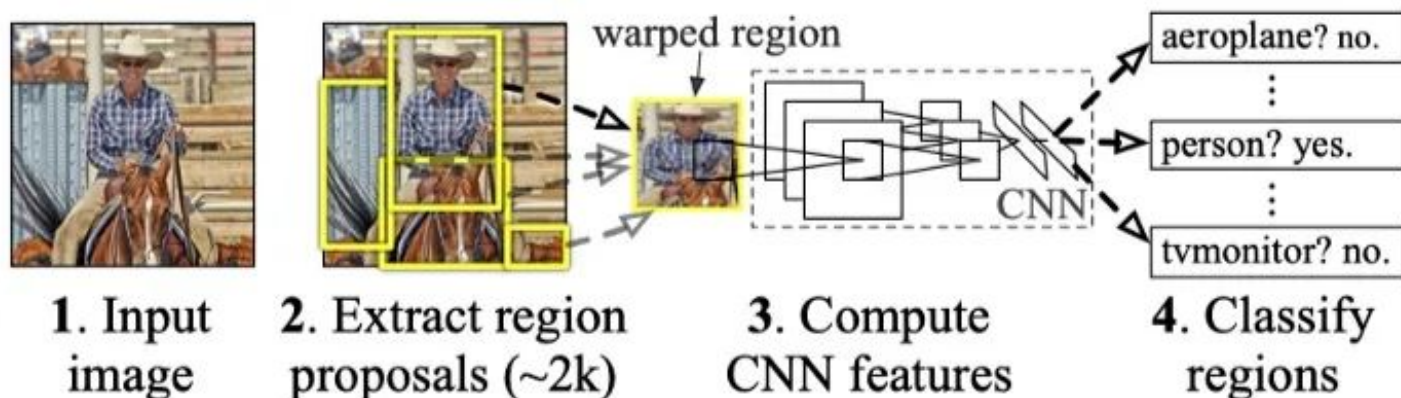 warped region
aeroplane? no.
person? yes.
CNN
tvmonitor? no.
1. Input
image
2. Extract region
proposals (~2k)
3. Compute
CNN features
4. Classify
regions